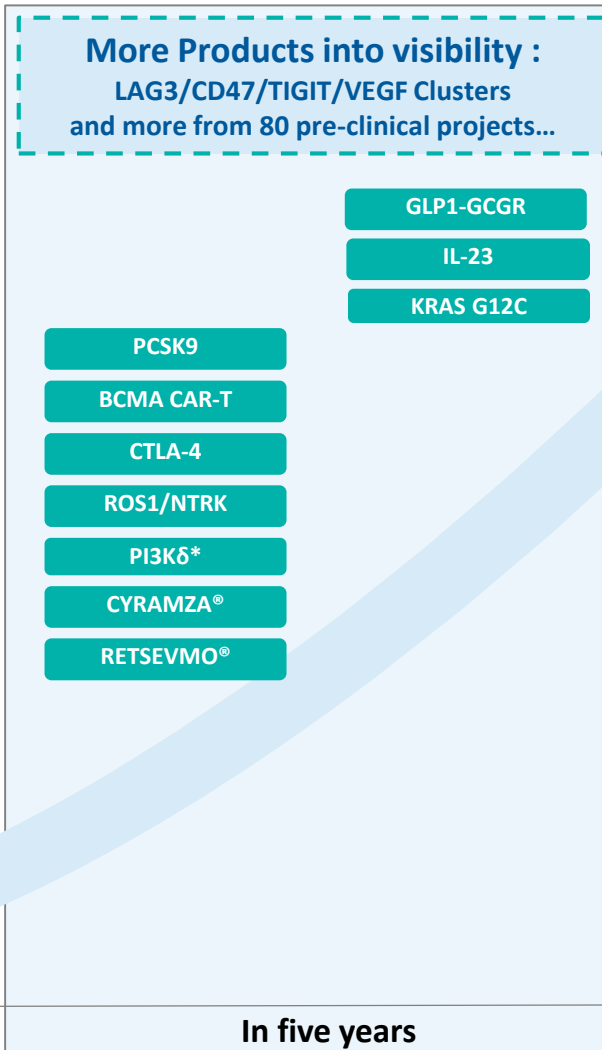 More Products into visibility :
LAG3/CD47/TIGIT/VEGF Clusters
and more from 80 pre-clinical projects…
GLP1-GCGR
IL-23
KRAS G12C
PCSK9
BCMA CAR-T
CTLA-4
ROS1/NTRK
PI3Kδ*
CYRAMZA®
RETSEVMO®
In five years